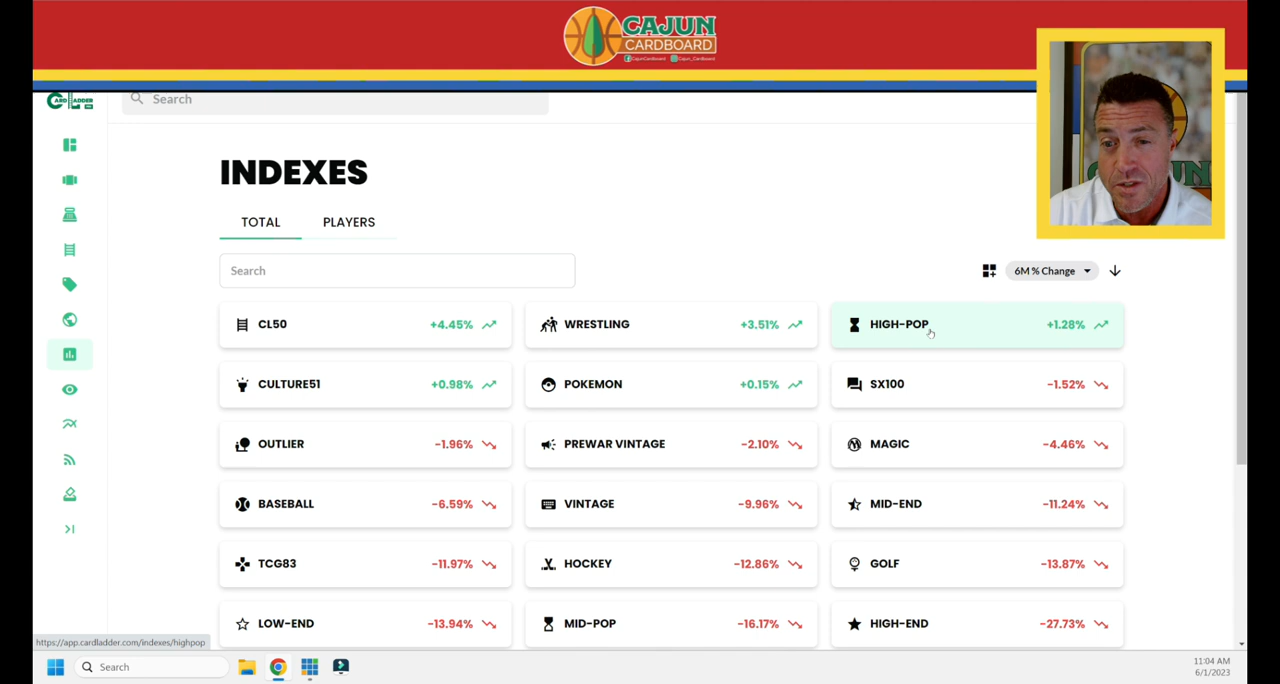 CAJUN
CARDBOARD
CajunCardboard Cajun_Cardboard
CARD LADDER
Search
INDEXES
TOTAL PLAYERS
Search
6M % Change
CL50 +4.45%
WRESTLING +3.51%
HIGH-POP +1.28%
CULTURE51 +0.98%
POKEMON +0.15%
SX100 -1.52%
OUTLIER -1.96%
PREWAR VINTAGE -2.10%
MAGIC -4.46%
BASEBALL -6.59%
VINTAGE -9.96%
MID-END -11.24%
TCG83 -11.97%
HOCKEY -12.86%
GOLF -13.87%
LOW-END -13.94%
MID-POP -16.17%
HIGH-END -27.73%
https://app.cardladder.com/indexes/highpop
Search
11:04 AM
6/1/2023